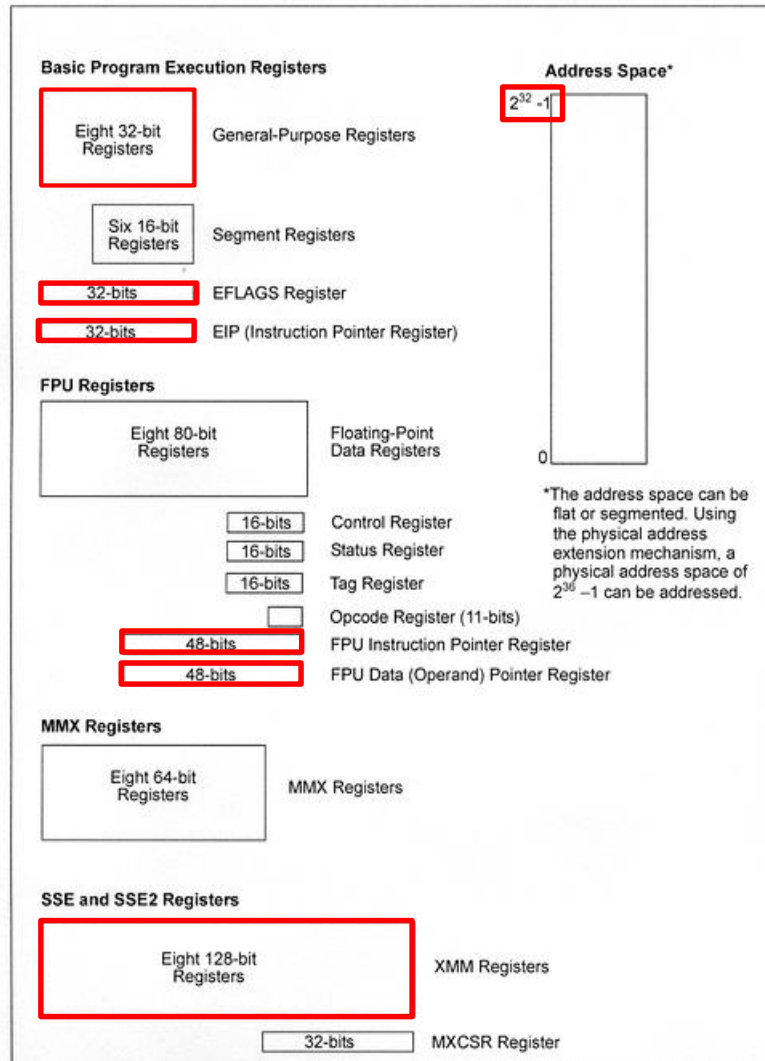 Basic Program Execution Registers
Address Space*
2^32 -1
Eight 32-bit
Registers
General-Purpose Registers
Six 16-bit
Registers
Segment Registers
32-bits
EFLAGS Register
32-bits
EIP (Instruction Pointer Register)
FPU Registers
Eight 80-bit
Registers
Floating-Point
Data Registers
0
*The address space can be
flat or segmented. Using
the physical address
extension mechanism, a
physical address space of
2^36 –1 can be addressed.
16-bits
Control Register
16-bits
Status Register
16-bits
Tag Register
Opcode Register (11-bits)
48-bits
FPU Instruction Pointer Register
48-bits
FPU Data (Operand) Pointer Register
MMX Registers
Eight 64-bit
Registers
MMX Registers
SSE and SSE2 Registers
Eight 128-bit
Registers
XMM Registers
32-bits
MXCSR Register